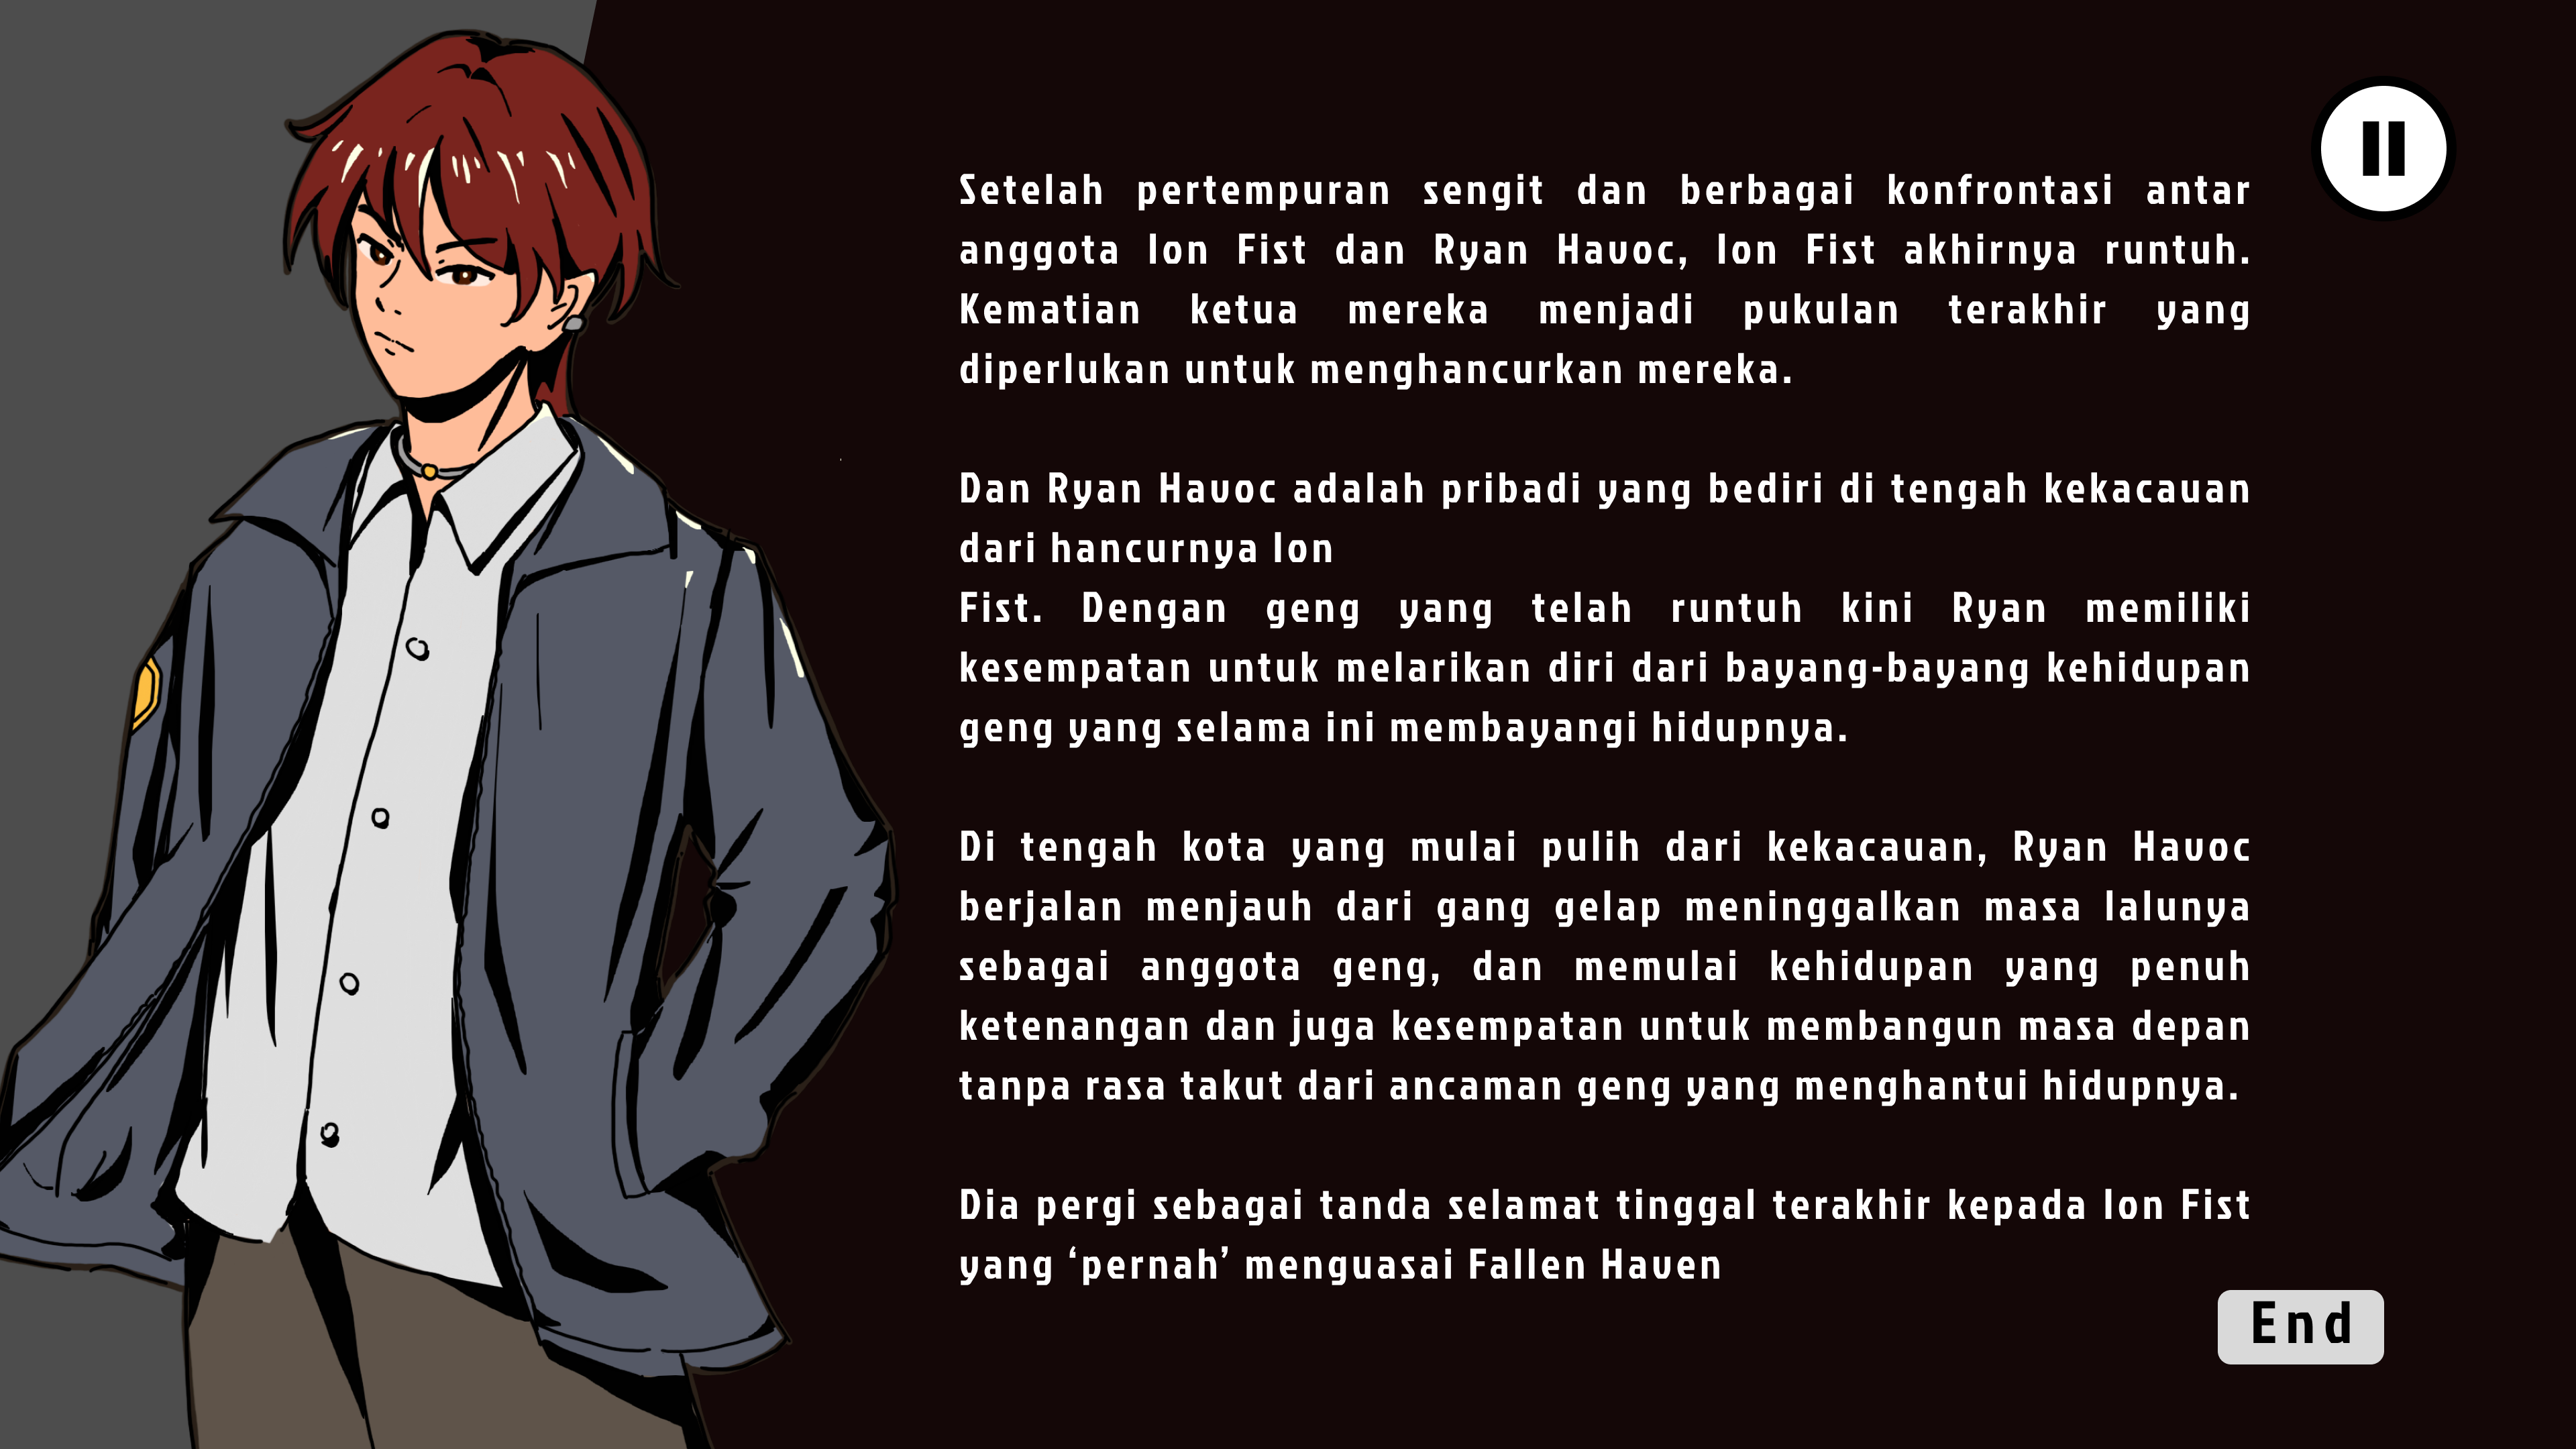 Setelah pertempuran sengit dan berbagai konfrontasi antar
anggota Ion Fist dan Ryan Havoc, Ion Fist akhirnya runtuh.
Kematian ketua mereka menjadi pukulan terakhir yang
diperlukan untuk menghancurkan mereka.
Dan Ryan Havoc adalah pribadi yang bediri di tengah kekacauan
dari hancurnya Ion
Fist. Dengan geng yang telah runtuh kini Ryan memiliki
kesempatan untuk melarikan diri dari bayang-bayang kehidupan
geng yang selama ini membayangi hidupnya.
Di tengah kota yang mulai pulih dari kekacauan, Ryan Havoc
berjalan menjauh dari gang gelap meninggalkan masa lalunya
sebagai anggota geng, dan memulai kehidupan yang penuh
ketenangan dan juga kesempatan untuk membangun masa depan
tanpa rasa takut dari ancaman geng yang menghantui hidupnya.
Dia pergi sebagai tanda selamat tinggal terakhir kepada Ion Fist
yang ‘pernah’ menguasai Fallen Haven
End